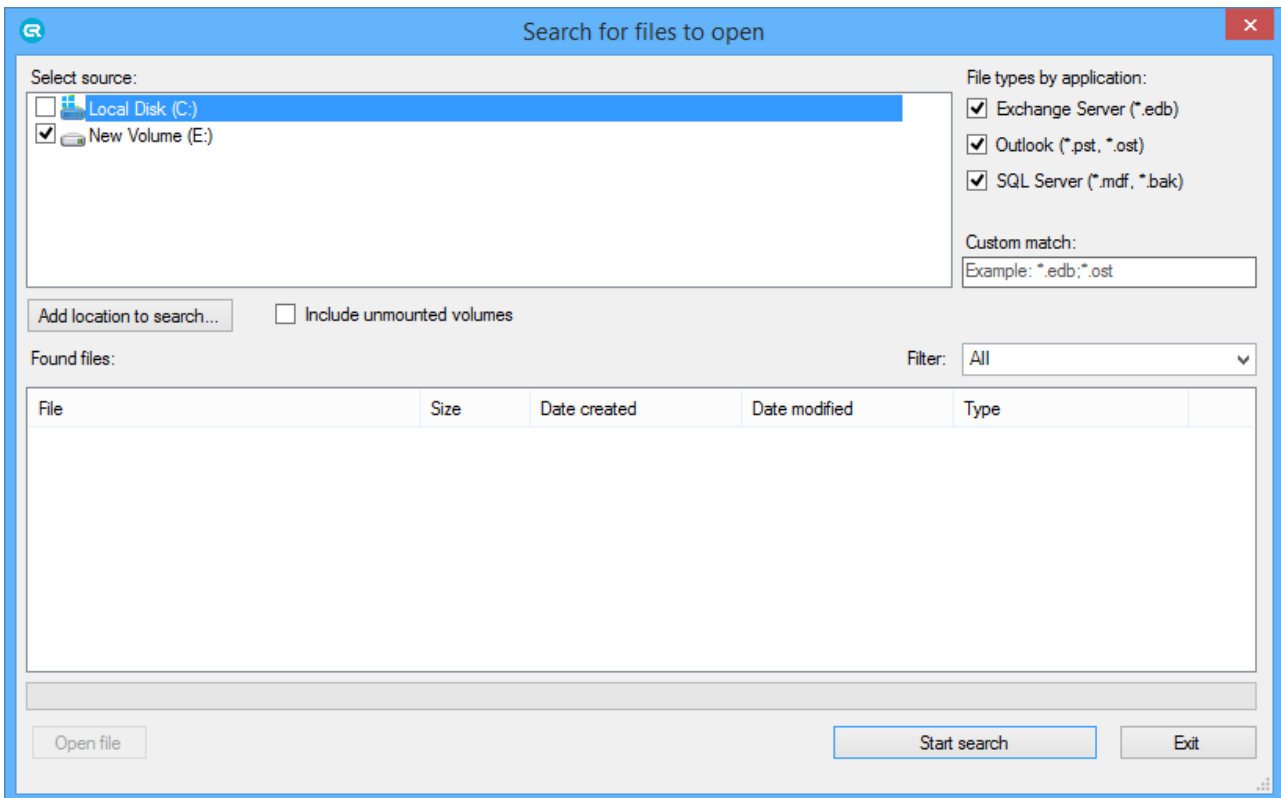 Search for files to open
Select source:
Local Disk (C:)
New Volume (E:)
File types by application:
Exchange Server (*.edb)
Outlook (*.pst, *.ost)
SQL Server (*.mdf, *.bak)
Custom match:
Example: *.edb;*.ost
Add location to search...
Include unmounted volumes
Found files:
Filter: All
File Size Date created Date modified Type
Open file
Start search
Exit